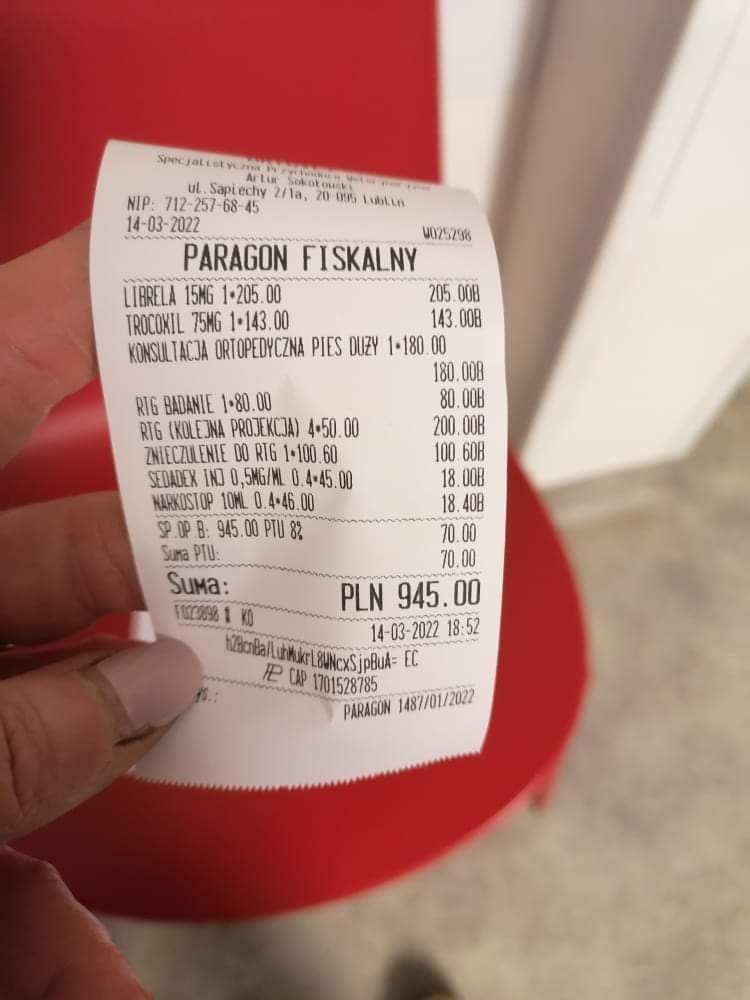 Specjalistyczna Przychodnia
Artur Sokołowski
ul.Sapiechy 2/1a, 20-095 Lublin
NIP: 712-257-68-45
14-03-2022 W025298
PARAGON FISKALNY
LIBRELA 15MG 1*205.00 205.00B
TROCOXIL 75MG 1*143.00 143.00B
KONSULTACJA ORTOPEDYCZNA PIES DUŻY 1*180.00
180.00B
RTG BADANIE 1*80.00 80.00B
RTG (KOLEJNA PROJEKCJA) 4*50.00 200.00B
ZNIECZULENIE DO RTG 1*100.60 100.60B
SEDADEX INJ 0,5MG/ML 0.4*45.00 18.00B
NARKOSTOP 10ML 0.4*46.00 18.40B
SP.OP.B: 945.00 PTU 8% 70.00
Suma PTU: 70.00
Suma: PLN 945.00
F023898 # KO 14-03-2022 18:52
h2BcnBa/LuhMukrL8WNcxSjpBuA= EC
CAP 1701528785
PARAGON 1487/01/2022